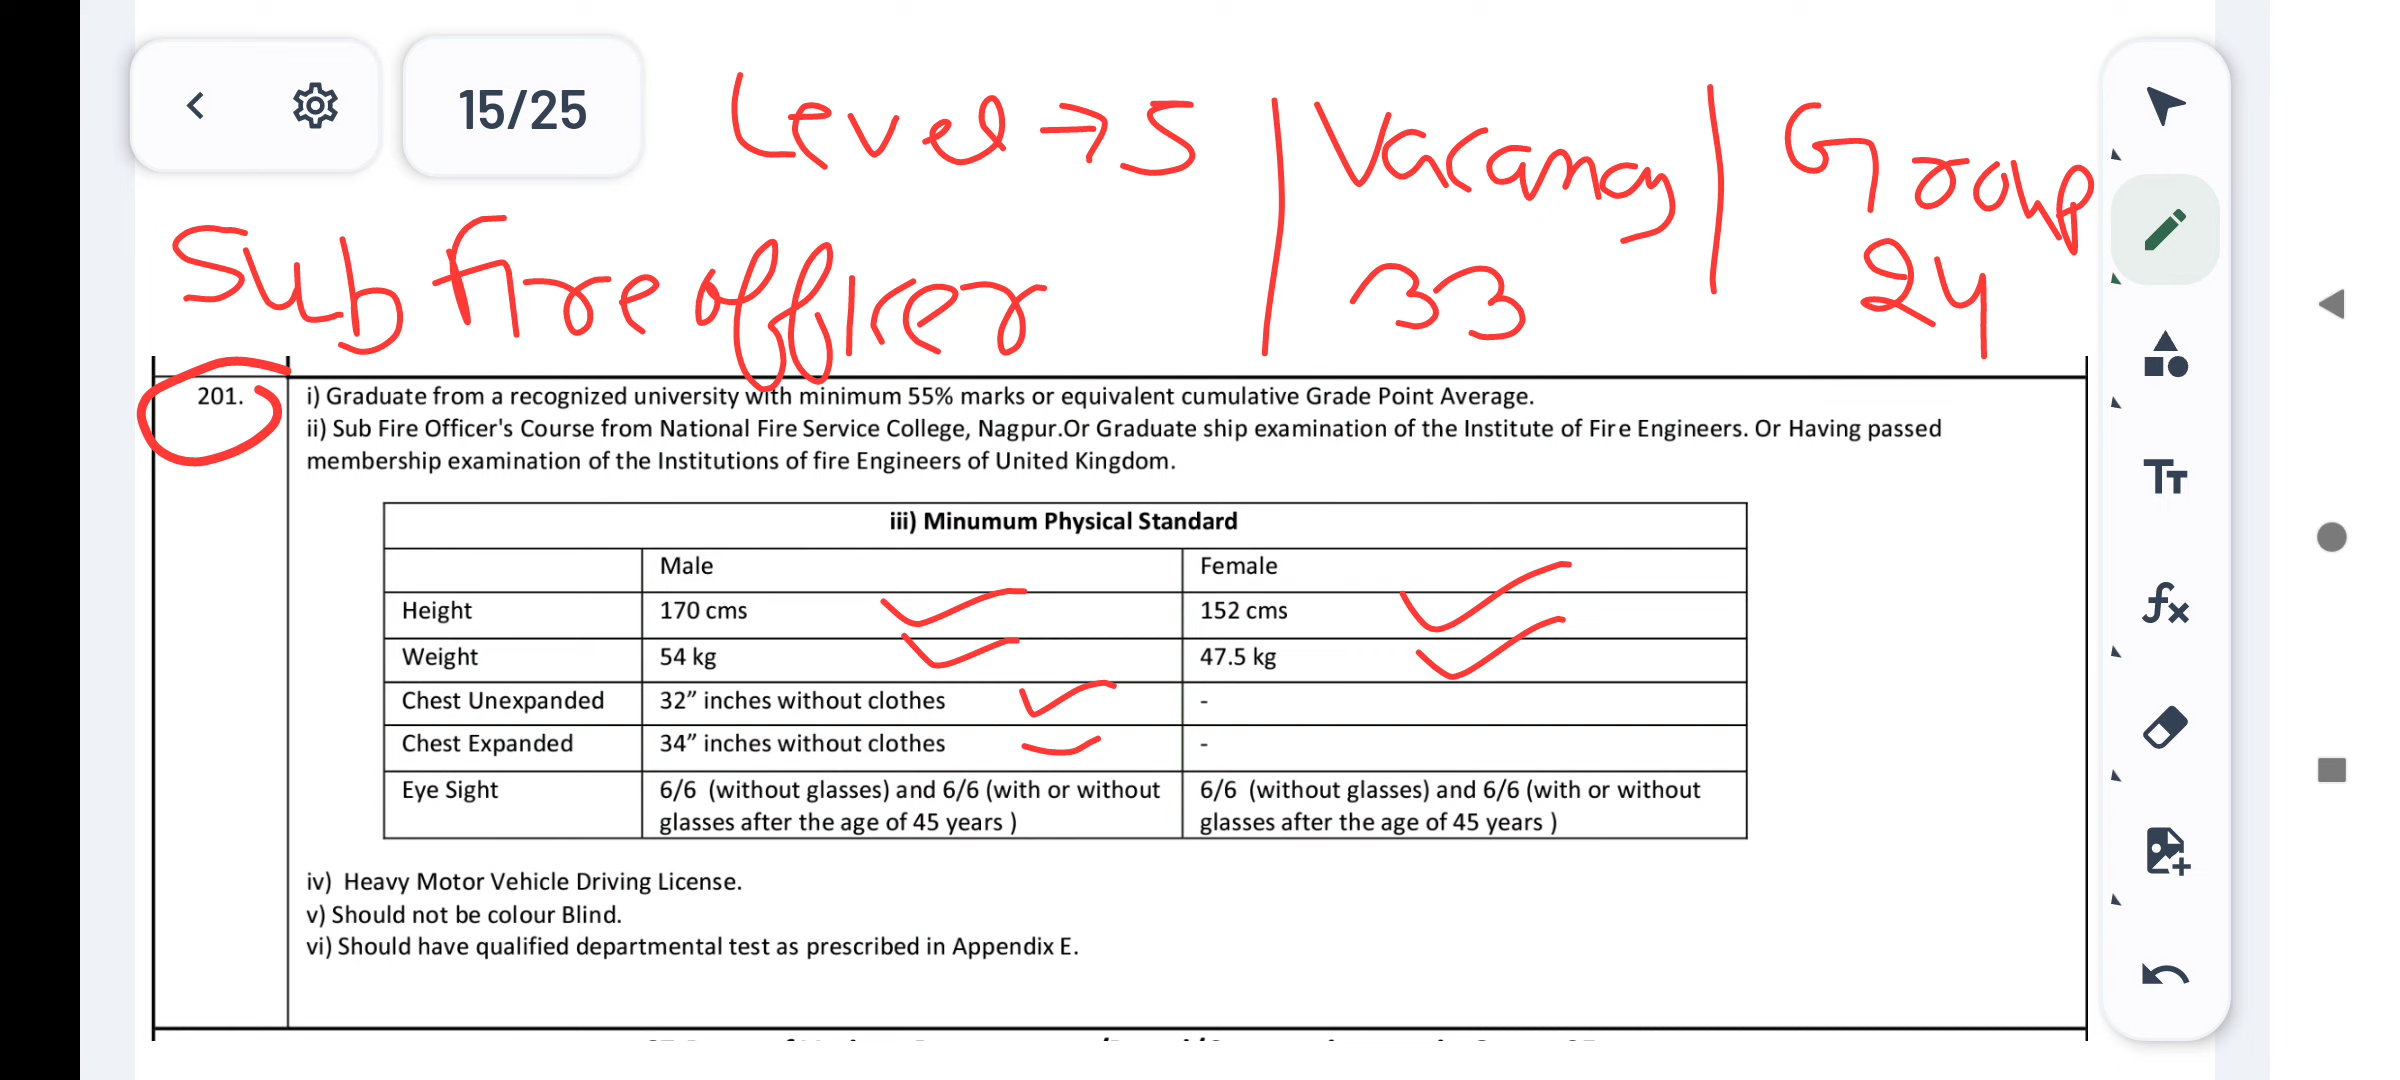 15/25
Level → 5 | Vacancy | Group
Sub fire officer 33 24
201.
i) Graduate from a recognized university with minimum 55% marks or equivalent cumulative Grade Point Average.
ii) Sub Fire Officer's Course from National Fire Service College, Nagpur.Or Graduate ship examination of the Institute of Fire Engineers. Or Having passed
membership examination of the Institutions of fire Engineers of United Kingdom.
iii) Minumum Physical Standard
Male Female
Height 170 cms 152 cms
Weight 54 kg 47.5 kg
Chest Unexpanded 32” inches without clothes -
Chest Expanded 34” inches without clothes -
Eye Sight 6/6 (without glasses) and 6/6 (with or without glasses after the age of 45 years ) 6/6 (without glasses) and 6/6 (with or without glasses after the age of 45 years )
iv) Heavy Motor Vehicle Driving License.
v) Should not be colour Blind.
vi) Should have qualified departmental test as prescribed in Appendix E.